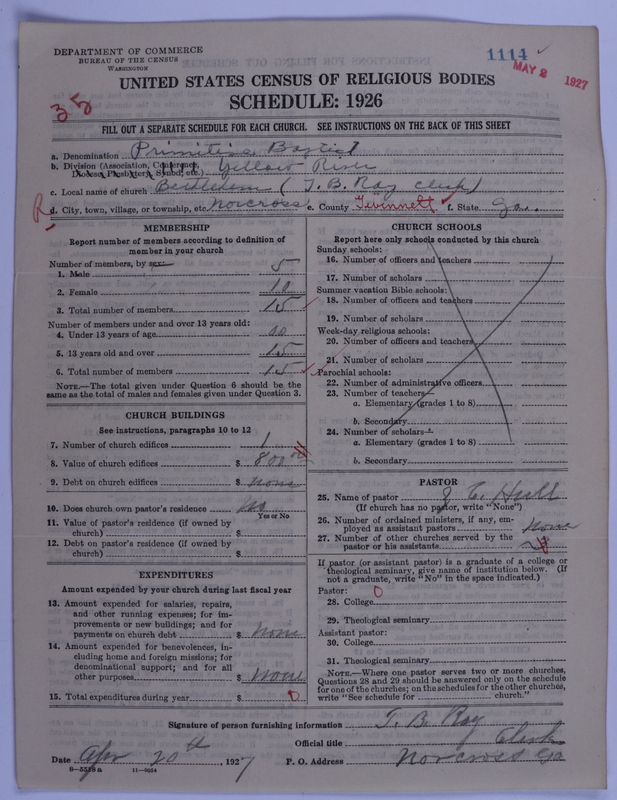 DEPARTMENT OF COMMERCE
BUREAU OF THE CENSUS
WASHINGTON
1114
MAY 2 1927
UNITED STATES CENSUS OF RELIGIOUS BODIES
SCHEDULE: 1926
35
FILL OUT A SEPARATE SCHEDULE FOR EACH CHURCH. SEE INSTRUCTIONS ON THE BACK OF THIS SHEET
a. Denomination Primitive Baptist
b. Division (Association, Conference, Diocese, Presbytery, Synod, etc.) Yellow River
c. Local name of church Bethlehem (T. B. Ray clerk)
R
d. City, town, village, or township, etc. Norcross e. County Gwinnett f. State Ga.
MEMBERSHIP
Report number of members according to definition of
member in your church
Number of members, by sex:
1. Male 5
2. Female 10
3. Total number of members 15
Number of members under and over 13 years old:
4. Under 13 years of age 00
5. 13 years old and over 15
6. Total number of members 15
NOTE.—The total given under Question 6 should be the
same as the total of males and females given under Question 3.
CHURCH BUILDINGS
See instructions, paragraphs 10 to 12
7. Number of church edifices 1
8. Value of church edifices $ 800 00
9. Debt on church edifices $ none
10. Does church own pastor's residence no
Yes or No
11. Value of pastor's residence (if owned by
church) $
12. Debt on pastor's residence (if owned by
church) $
EXPENDITURES
Amount expended by your church during last fiscal year
13. Amount expended for salaries, repairs,
and other running expenses; for im-
provements or new buildings; and for
payments on church debt $ None
14. Amount expended for benevolences, in-
cluding home and foreign missions; for
denominational support; and for all
other purposes $ None
15. Total expenditures during year $ 0
CHURCH SCHOOLS
Report here only schools conducted by this church
Sunday schools:
16. Number of officers and teachers
17. Number of scholars
Summer vacation Bible schools:
18. Number of officers and teachers
19. Number of scholars
Week-day religious schools:
20. Number of officers and teachers
21. Number of scholars
Parochial schools:
22. Number of administrative officers
23. Number of teachers—
a. Elementary (grades 1 to 8)
b. Secondary
24. Number of scholars—
a. Elementary (grades 1 to 8)
b. Secondary
PASTOR
25. Name of pastor J. C. Hull
(If church has no pastor, write "None")
26. Number of ordained ministers, if any, em-
ployed as assistant pastors None
27. Number of other churches served by the
pastor or his assistants
If pastor (or assistant pastor) is a graduate of a college or
theological seminary, give name of institution below. (If
not a graduate, write "No" in the space indicated.)
Pastor: 0
28. College
29. Theological seminary
Assistant pastor:
30. College
31. Theological seminary
NOTE.—Where one pastor serves two or more churches,
Questions 28 and 29 should be answered only on the schedule
for one of the churches; on the schedules for the other churches,
write "See schedule for church."
Signature of person furnishing information T. B. Ray
Official title Clerk
Date Apr 20th, 1927 P. O. Address Norcross Ga
8—5518a 11—9054